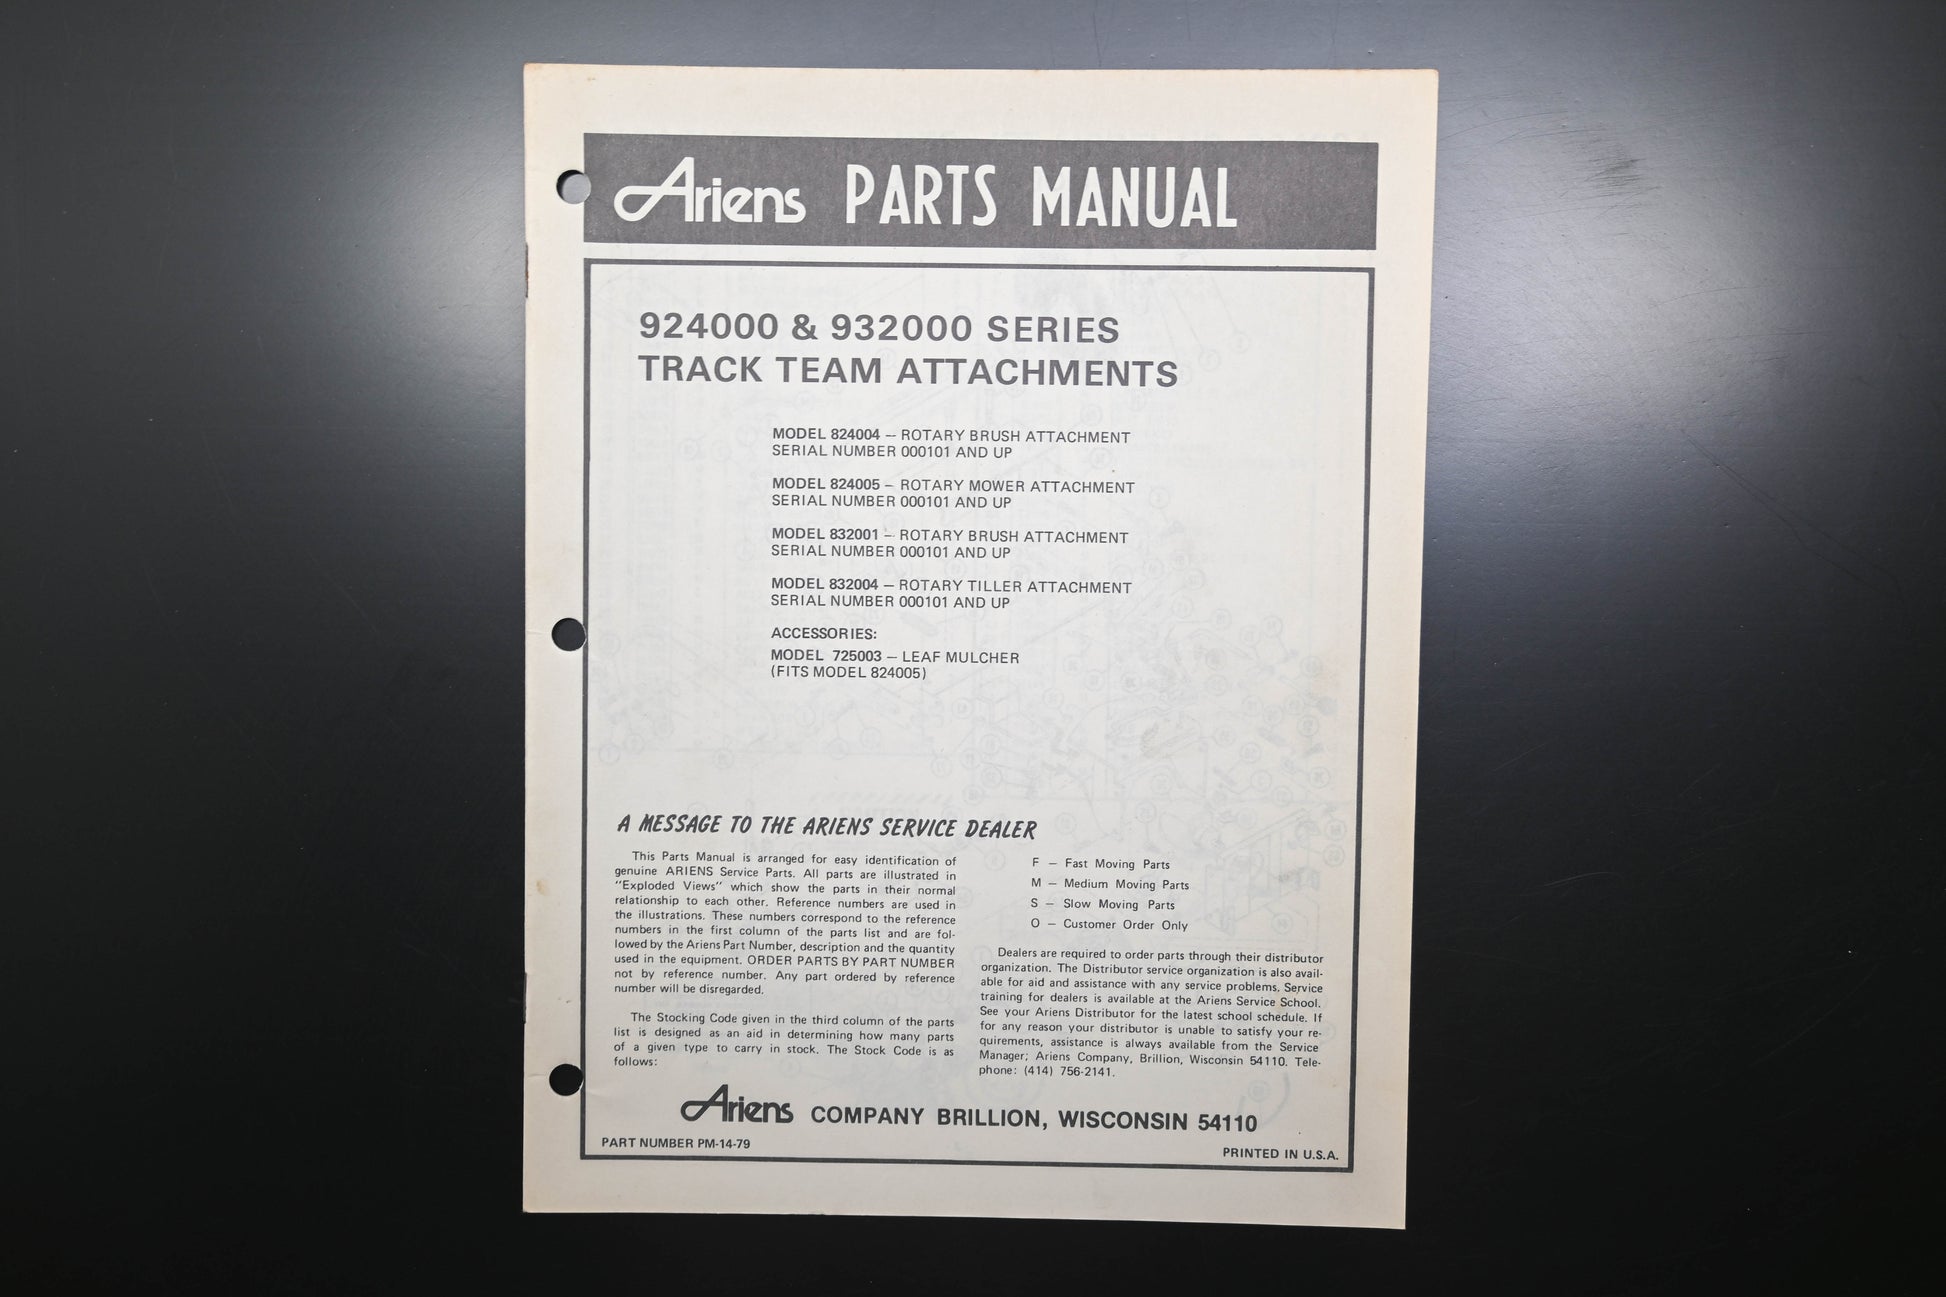 Ariens PARTS MANUAL
924000 & 932000 SERIES
TRACK TEAM ATTACHMENTS
MODEL 824004 – ROTARY BRUSH ATTACHMENT
SERIAL NUMBER 000101 AND UP
MODEL 824005 – ROTARY MOWER ATTACHMENT
SERIAL NUMBER 000101 AND UP
MODEL 832001 – ROTARY BRUSH ATTACHMENT
SERIAL NUMBER 000101 AND UP
MODEL 832004 – ROTARY TILLER ATTACHMENT
SERIAL NUMBER 000101 AND UP
ACCESSORIES:
MODEL 725003 – LEAF MULCHER
(FITS MODEL 824005)
A MESSAGE TO THE ARIENS SERVICE DEALER
This Parts Manual is arranged for easy identification of
genuine ARIENS Service Parts. All parts are illustrated in
"Exploded Views" which show the parts in their normal
relationship to each other. Reference numbers are used in
the illustrations. These numbers correspond to the reference
numbers in the first column of the parts list and are fol-
lowed by the Ariens Part Number, description and the quantity
used in the equipment. ORDER PARTS BY PART NUMBER
not by reference number. Any part ordered by reference
number will be disregarded.
The Stocking Code given in the third column of the parts
list is designed as an aid in determining how many parts
of a given type to carry in stock. The Stock Code is as
follows:
F – Fast Moving Parts
M – Medium Moving Parts
S – Slow Moving Parts
O – Customer Order Only
Dealers are required to order parts through their distributor
organization. The Distributor service organization is also avail-
able for aid and assistance with any service problems. Service
training for dealers is available at the Ariens Service School.
See your Ariens Distributor for the latest school schedule. If
for any reason your distributor is unable to satisfy your re-
quirements, assistance is always available from the Service
Manager; Ariens Company, Brillion, Wisconsin 54110. Tele-
phone: (414) 756-2141.
Ariens COMPANY BRILLION, WISCONSIN 54110
PART NUMBER PM-14-79
PRINTED IN U.S.A.